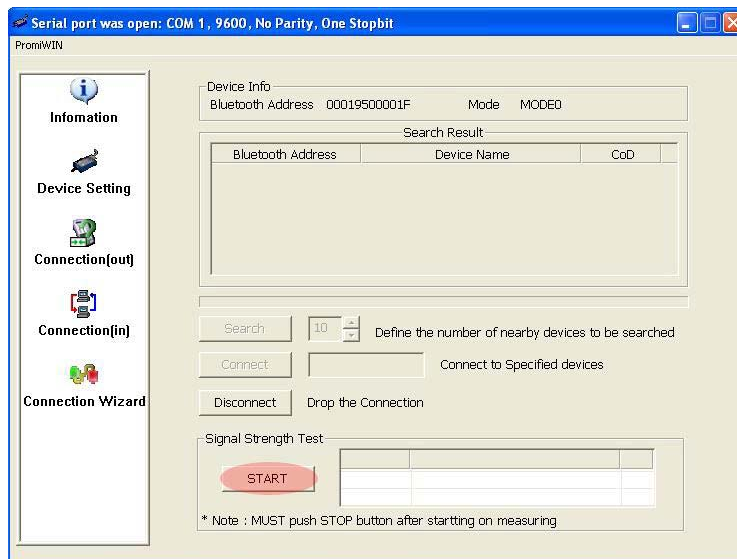 Serial port was open: COM 1, 9600, No Parity, One Stopbit
PromiWIN
Infomation
Device Setting
Connection(out)
Connection(in)
Connection Wizard
Device Info
Bluetooth Address 00019500001F Mode MODE0
Search Result
Bluetooth Address Device Name CoD
Search 10 Define the number of nearby devices to be searched
Connect Connect to Specified devices
Disconnect Drop the Connection
Signal Strength Test
START
* Note : MUST push STOP button after startting on measuring